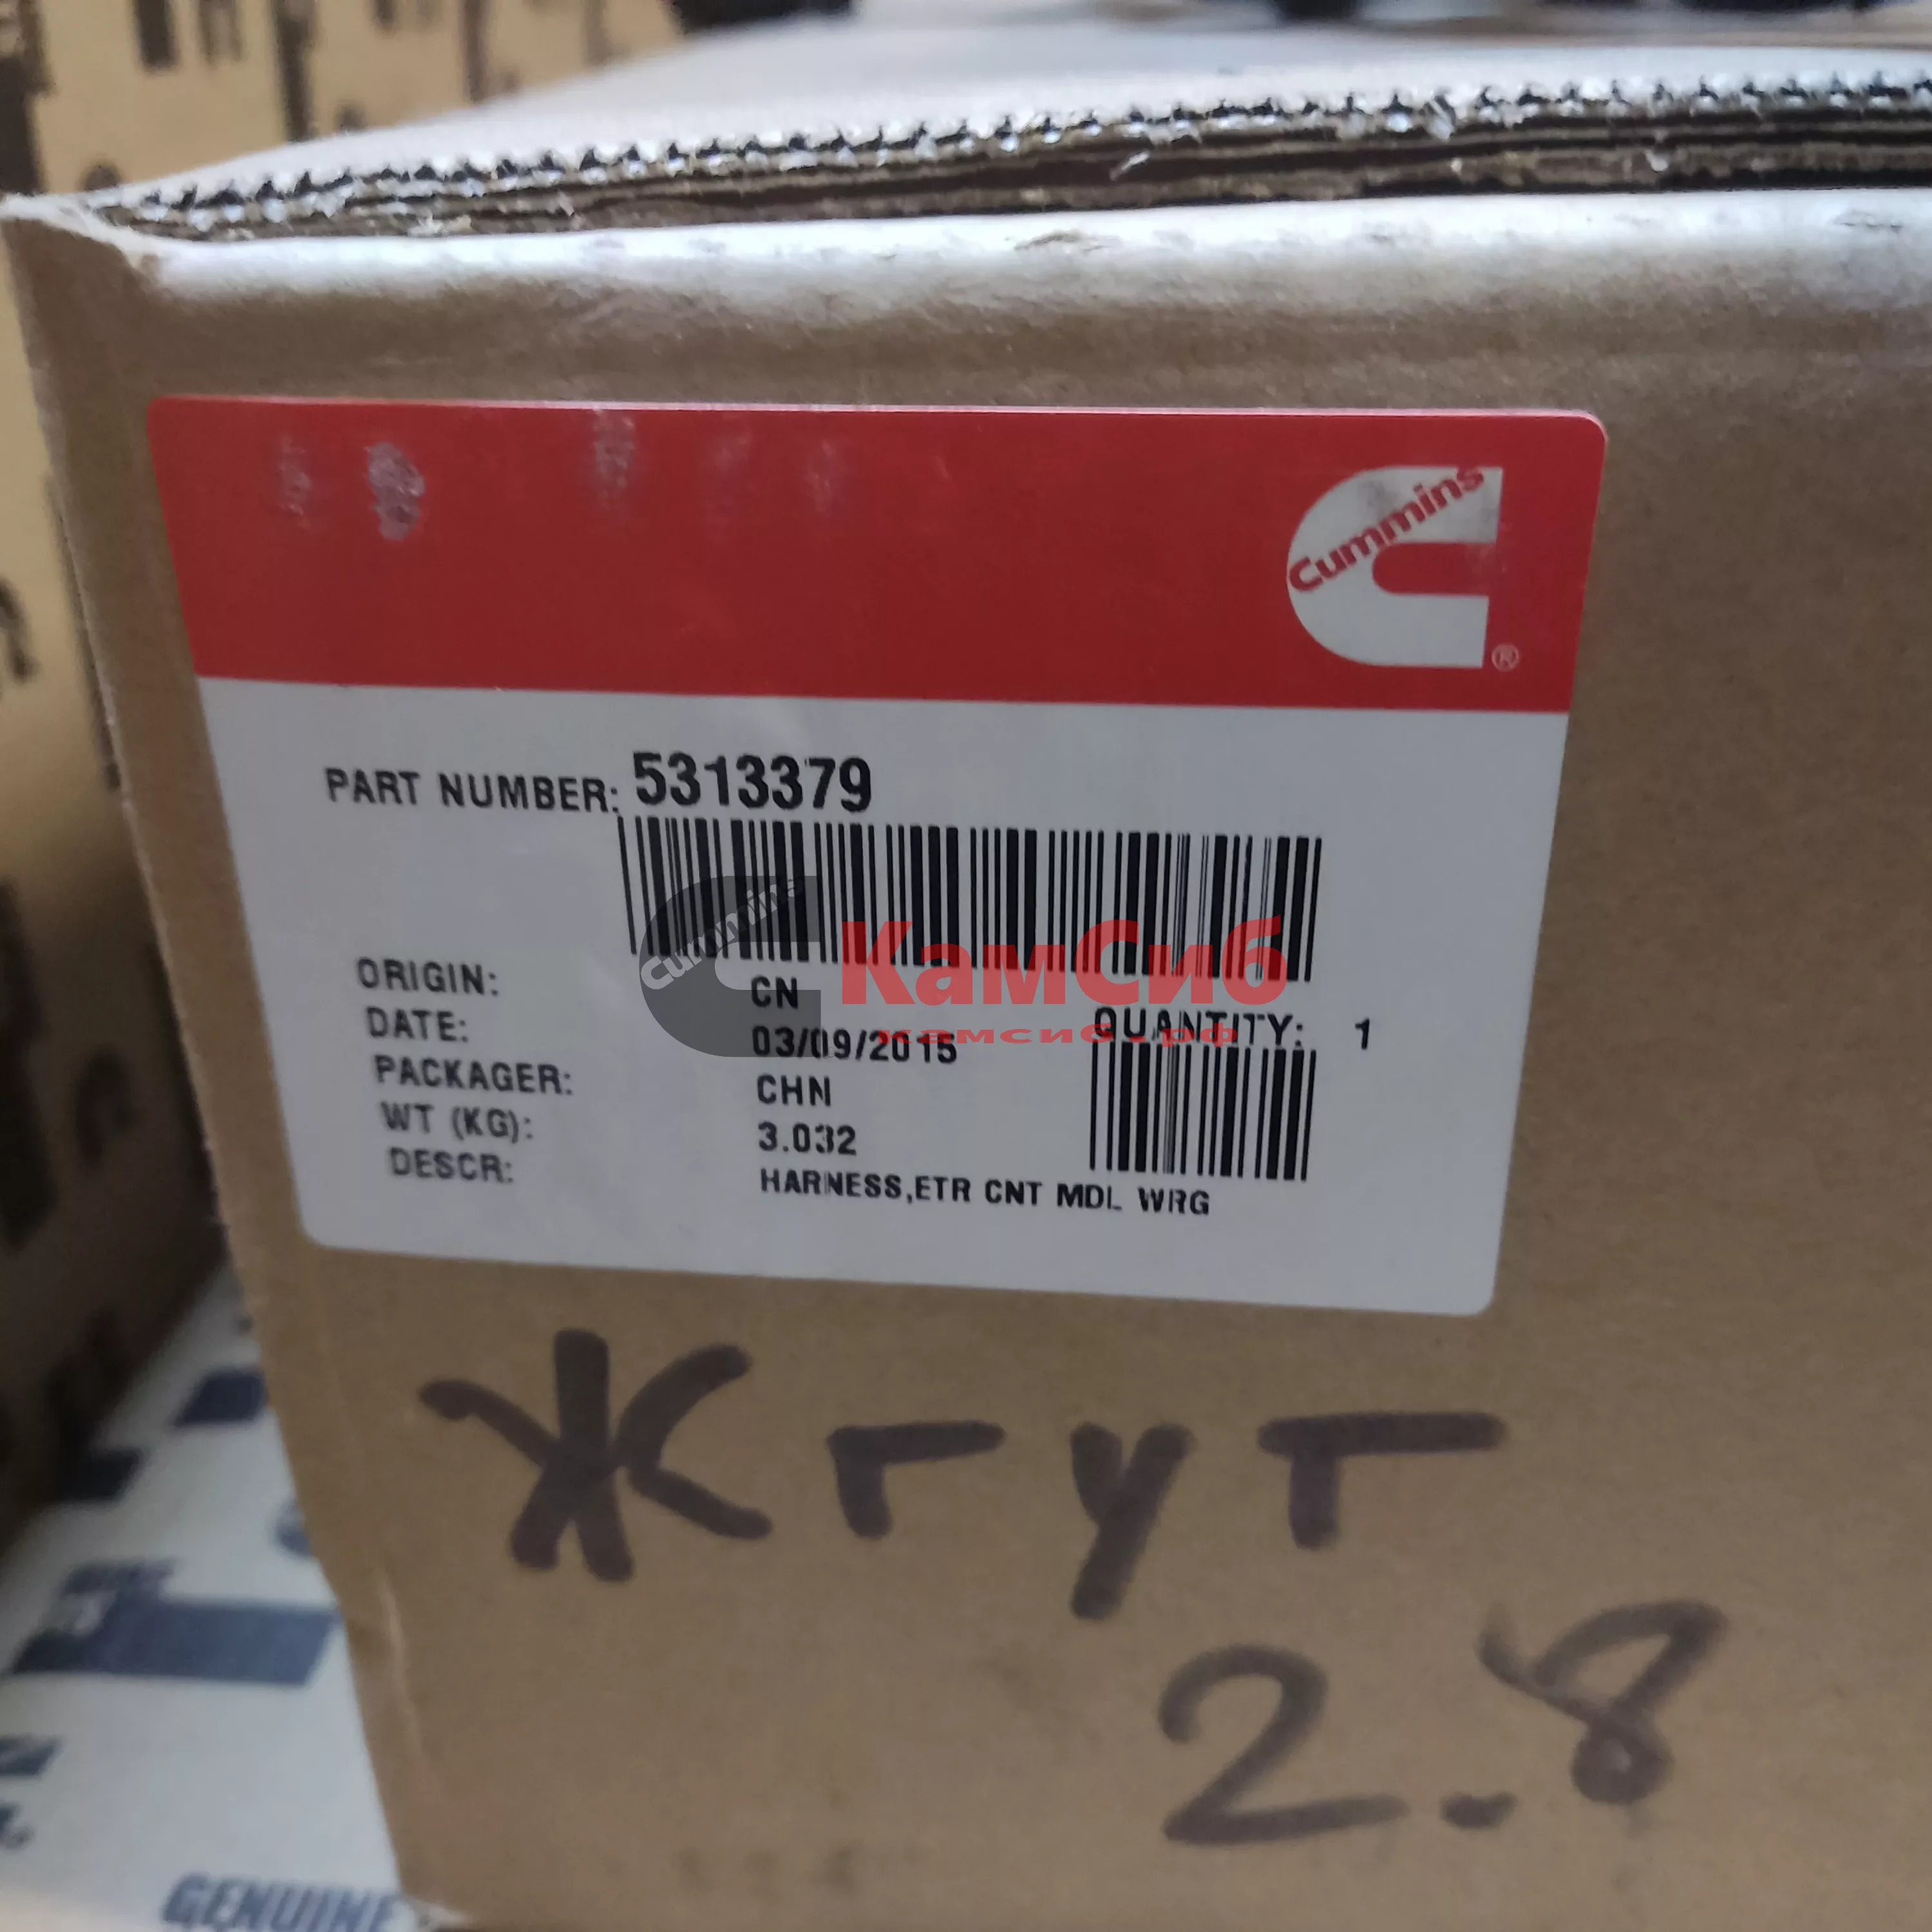 Cummins
®
PART NUMBER: 5313379
Cummins
КамСиб
камсиб.рф
ORIGIN: CN
DATE: 03/09/2015
QUANTITY: 1
PACKAGER: CHN
WT (KG): 3.032
DESCR: HARNESS,ETR CNT MDL WRG
Жгут
2.8
GENUINE